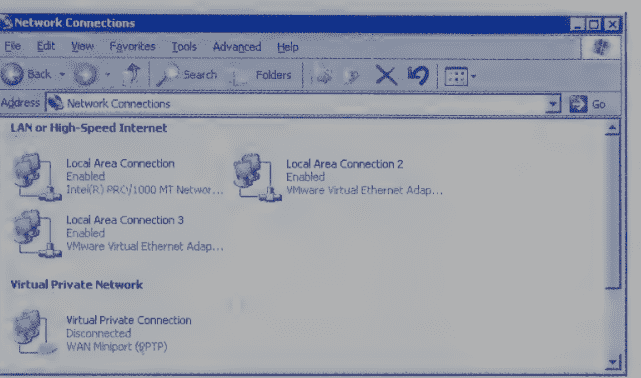 Network Connections
File Edit View Favorites Tools Advanced Help
Back Search Folders
Address Network Connections Go
LAN or High-Speed Internet
Local Area Connection
Enabled
Intel(R) PRO/1000 MT Networ...
Local Area Connection 2
Enabled
VMware Virtual Ethernet Adap...
Local Area Connection 3
Enabled
VMware Virtual Ethernet Adap...
Virtual Private Network
Virtual Private Connection
Disconnected
WAN Miniport (PPTP)